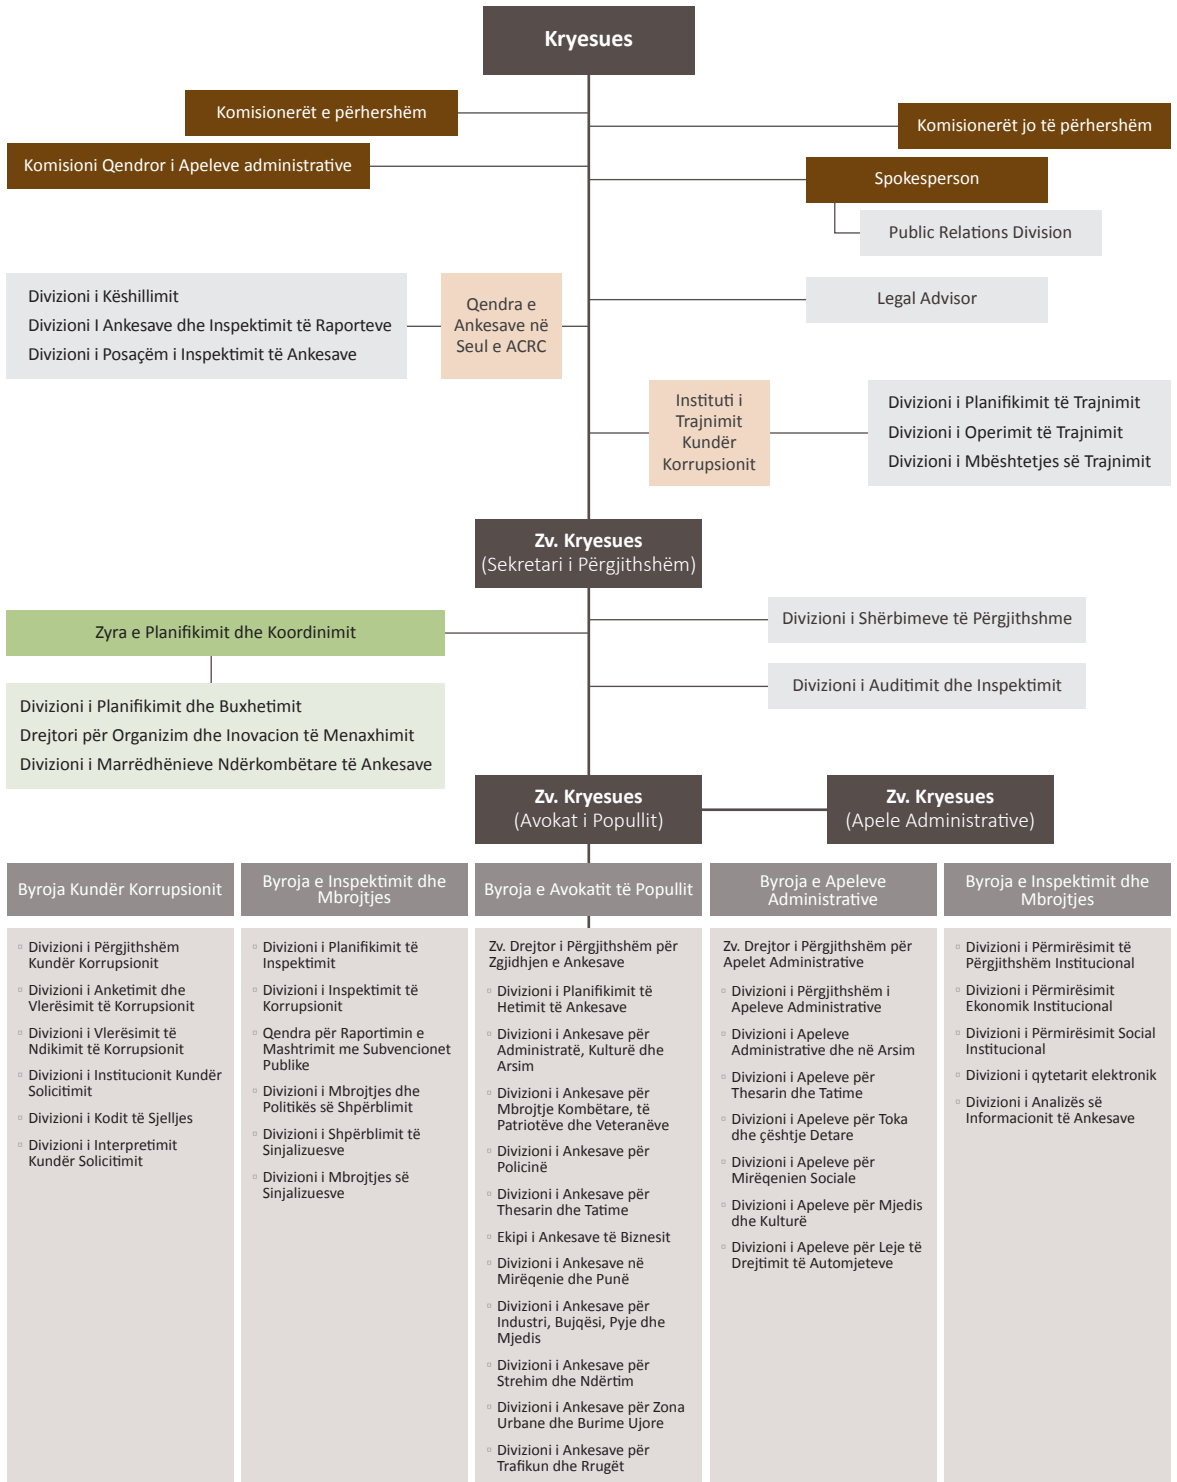 Kryesues
Komisionerët e përhershëm
Komisionerët jo të përhershëm
Komisioni Qendror i Apeleve administrative
Spokesperson
Public Relations Division
Divizioni i Këshillimit
Divizioni I Ankesave dhe Inspektimit të Raporteve
Divizioni i Posaçëm i Inspektimit të Ankesave
Qendra e
Ankesave në
Seul e ACRC
Legal Advisor
Instituti i
Trajnimit
Kundër
Korrupsionit
Divizioni i Planifikimit të Trajnimit
Divizioni i Operimit të Trajnimit
Divizioni i Mbështetjes së Trajnimit
Zv. Kryesues
(Sekretari i Përgjithshëm)
Zyra e Planifikimit dhe Koordinimit
Divizioni i Shërbimeve të Përgjithshme
Divizioni i Auditimit dhe Inspektimit
Divizioni i Planifikimit dhe Buxhetimit
Drejtori për Organizim dhe Inovacion të Menaxhimit
Divizioni i Marrëdhënieve Ndërkombëtare të Ankesave
Zv. Kryesues
(Avokat i Popullit)
Zv. Kryesues
(Apele Administrative)
Byroja Kundër Korrupsionit
▫ Divizioni i Përgjithshëm
Kundër Korrupsionit
▫ Divizioni i Anketimit dhe
Vlerësimit të Korrupsionit
▫ Divizioni i Vlerësimit të
Ndikimit të Korrupsionit
▫ Divizioni i Institucionit Kundër
Solicitimit
▫ Divizioni i Kodit të Sjelljes
▫ Divizioni i Interpretimit
Kundër Solicitimit
Byroja e Inspektimit dhe
Mbrojtjes
▫ Divizioni i Planifikimit të
Inspektimit
▫ Divizioni i Inspektimit të
Korrupsionit
▫ Qendra për Raportimin e
Mashtrimit me Subvencionet
Publike
▫ Divizioni i Mbrojtjes dhe
Politikës së Shpërblimit
▫ Divizioni i Shpërblimit të
Sinjalizuesve
▫ Divizioni i Mbrojtjes së
Sinjalizuesve
Byroja e Avokatit të Popullit
Zv. Drejtor i Përgjithshëm për
Zgjidhjen e Ankesave
▫ Divizioni i Planifikimit të
Hetimit të Ankesave
▫ Divizioni i Ankesave për
Administratë, Kulturë dhe
Arsim
▫ Divizioni i Ankesave për
Mbrojtje Kombëtare, të
Patriotëve dhe Veteranëve
▫ Divizioni i Ankesave për
Policinë
▫ Divizioni i Ankesave për
Thesarin dhe Tatime
▫ Ekipi i Ankesave të Biznesit
▫ Divizioni i Ankesave në
Mirëqenie dhe Punë
▫ Divizioni i Ankesave për
Industri, Bujqësi, Pyje dhe
Mjedis
▫ Divizioni i Ankesave për
Strehim dhe Ndërtim
▫ Divizioni i Ankesave për Zona
Urbane dhe Burime Ujore
▫ Divizioni i Ankesave për
Trafikun dhe Rrugët
Byroja e Apeleve
Administrative
Zv. Drejtor i Përgjithshëm për
Apelet Administrative
▫ Divizioni i Përgjithshëm i
Apeleve Administrative
▫ Divizioni i Apeleve
Administrative dhe në Arsim
▫ Divizioni i Apeleve për
Thesarin dhe Tatime
▫ Divizioni i Apeleve për Toka
dhe çështje Detare
▫ Divizioni i Apeleve për
Mirëqenien Sociale
▫ Divizioni i Apeleve për Mjedis
dhe Kulturë
▫ Divizioni i Apeleve për Leje të
Drejtimit të Automjeteve
Byroja e Inspektimit dhe
Mbrojtjes
▫ Divizioni i Përmirësimit të
Përgjithshëm Institucional
▫ Divizioni i Përmirësimit
Ekonomik Institucional
▫ Divizioni i Përmirësimit Social
Institucional
▫ Divizioni i qytetarit elektronik
▫ Divizioni i Analizës së
Informacionit të Ankesave